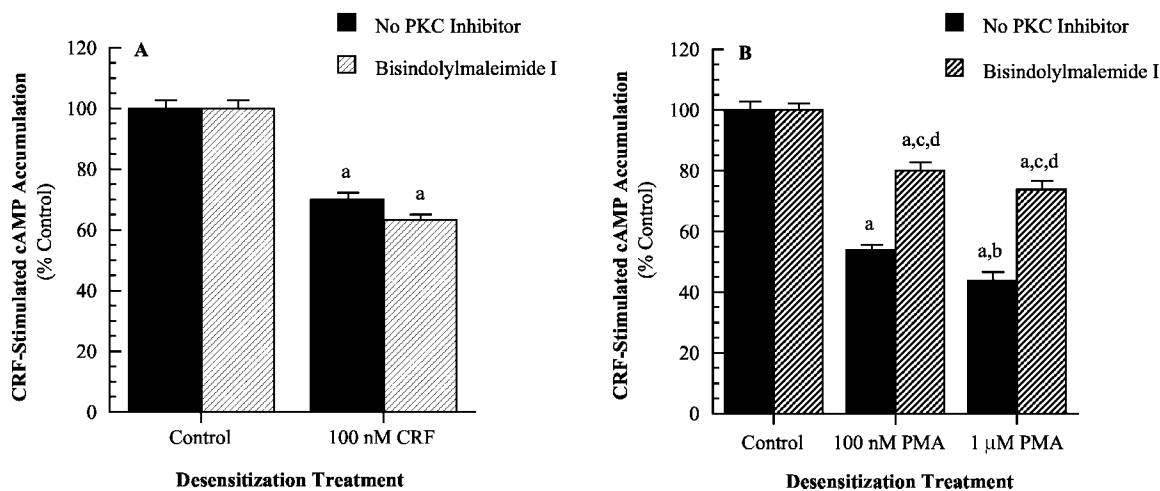 No PKC Inhibitor
Bisindolylmaleimide I
A
120
100
80
60
40
20
0
CRF-Stimulated cAMP Accumulation
(% Control)
a
a
Control
100 nM CRF
Desensitization Treatment
No PKC Inhibitor
Bisindolylmalemide I
B
120
100
80
60
40
20
0
CRF-Stimulated cAMP Accumulation
(% Control)
a
a,c,d
a,b
a,c,d
Control
100 nM PMA
1 μM PMA
Desensitization Treatment